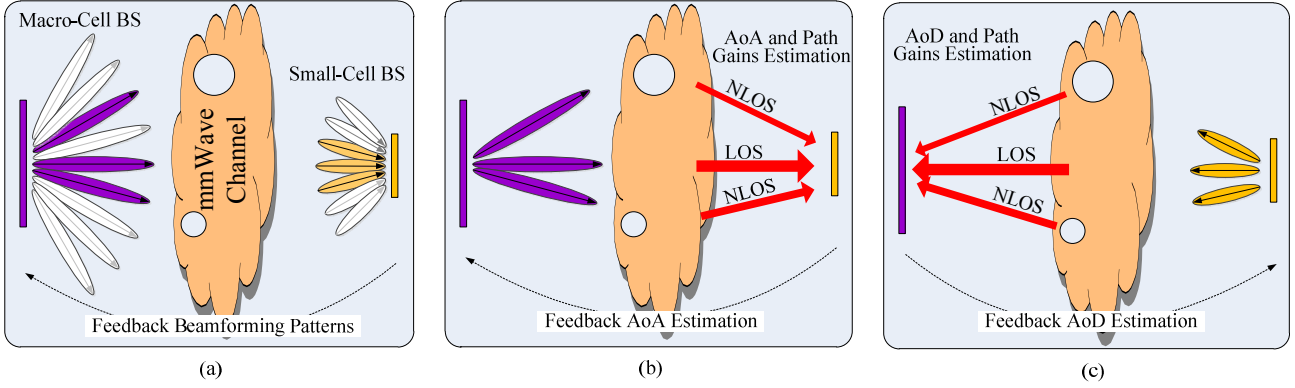 Macro-Cell BS
Small-Cell BS
mmWave
Channel
Feedback Beamforming Patterns
(a)
AoA and Path
Gains Estimation
NLOS
LOS
NLOS
Feedback AoA Estimation
(b)
AoD and Path
Gains Estimation
NLOS
LOS
NLOS
Feedback AoD Estimation
(c)